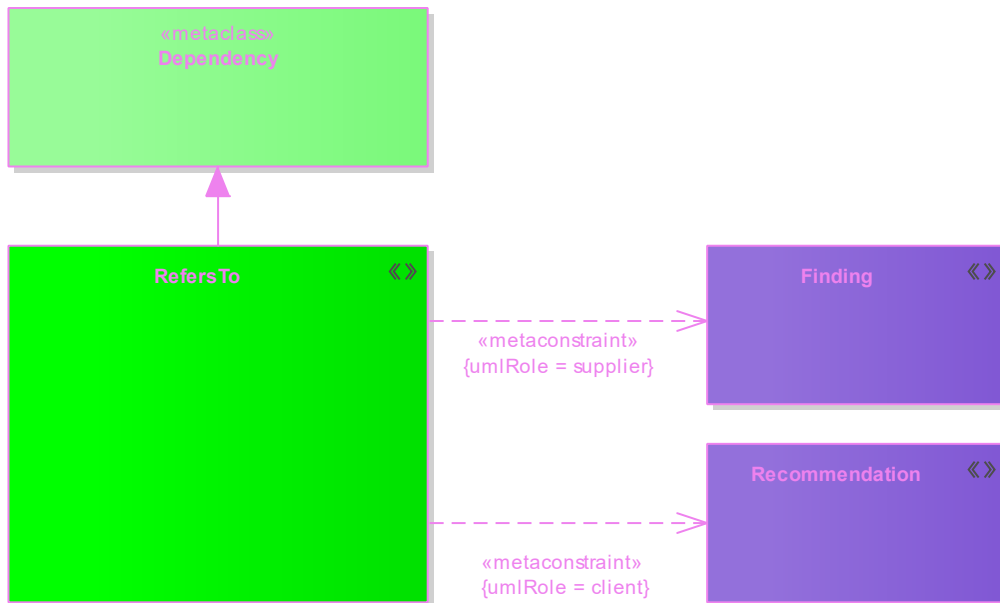 «metaclass»
Dependency
RefersTo
Finding
«metaconstraint»
{umlRole = supplier}
Recommendation
«metaconstraint»
{umlRole = client}